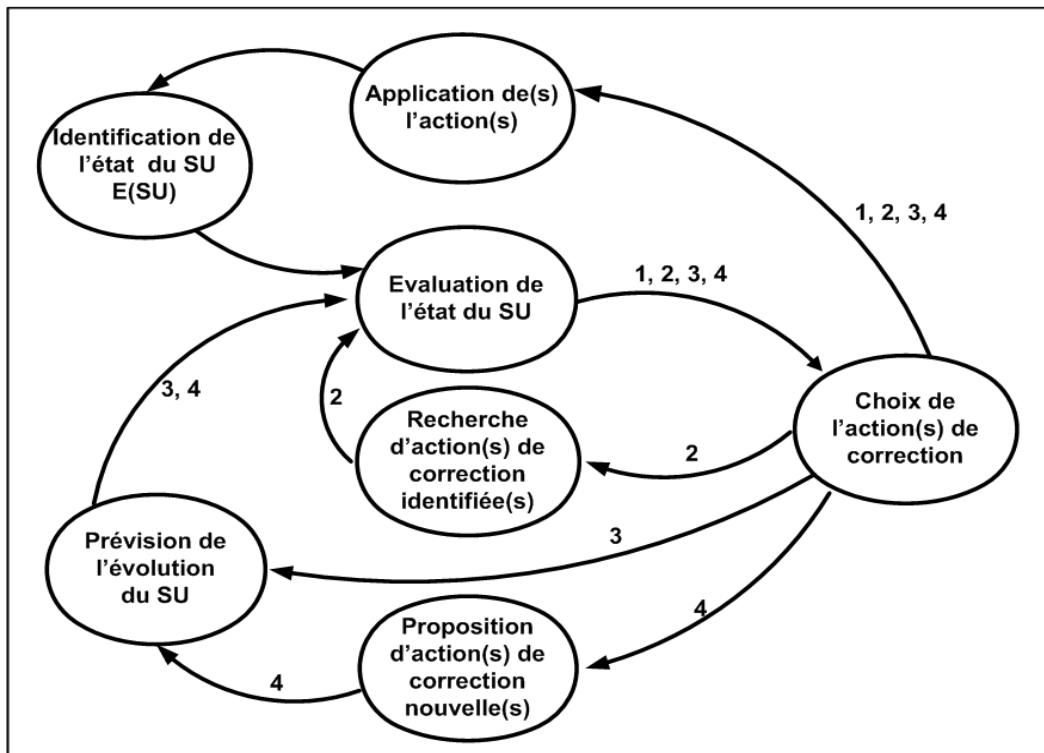 Application de(s)
l'action(s)
Identification de
l'état du SU
E(SU)
1, 2, 3, 4
Evaluation de
l'état du SU
1, 2, 3, 4
3, 4
2
Recherche
d'action(s) de
correction
identifiée(s)
2
Choix de
l'action(s) de
correction
3
Prévision de
l'évolution
du SU
4
Proposition
d'action(s) de
correction
nouvelle(s)
4